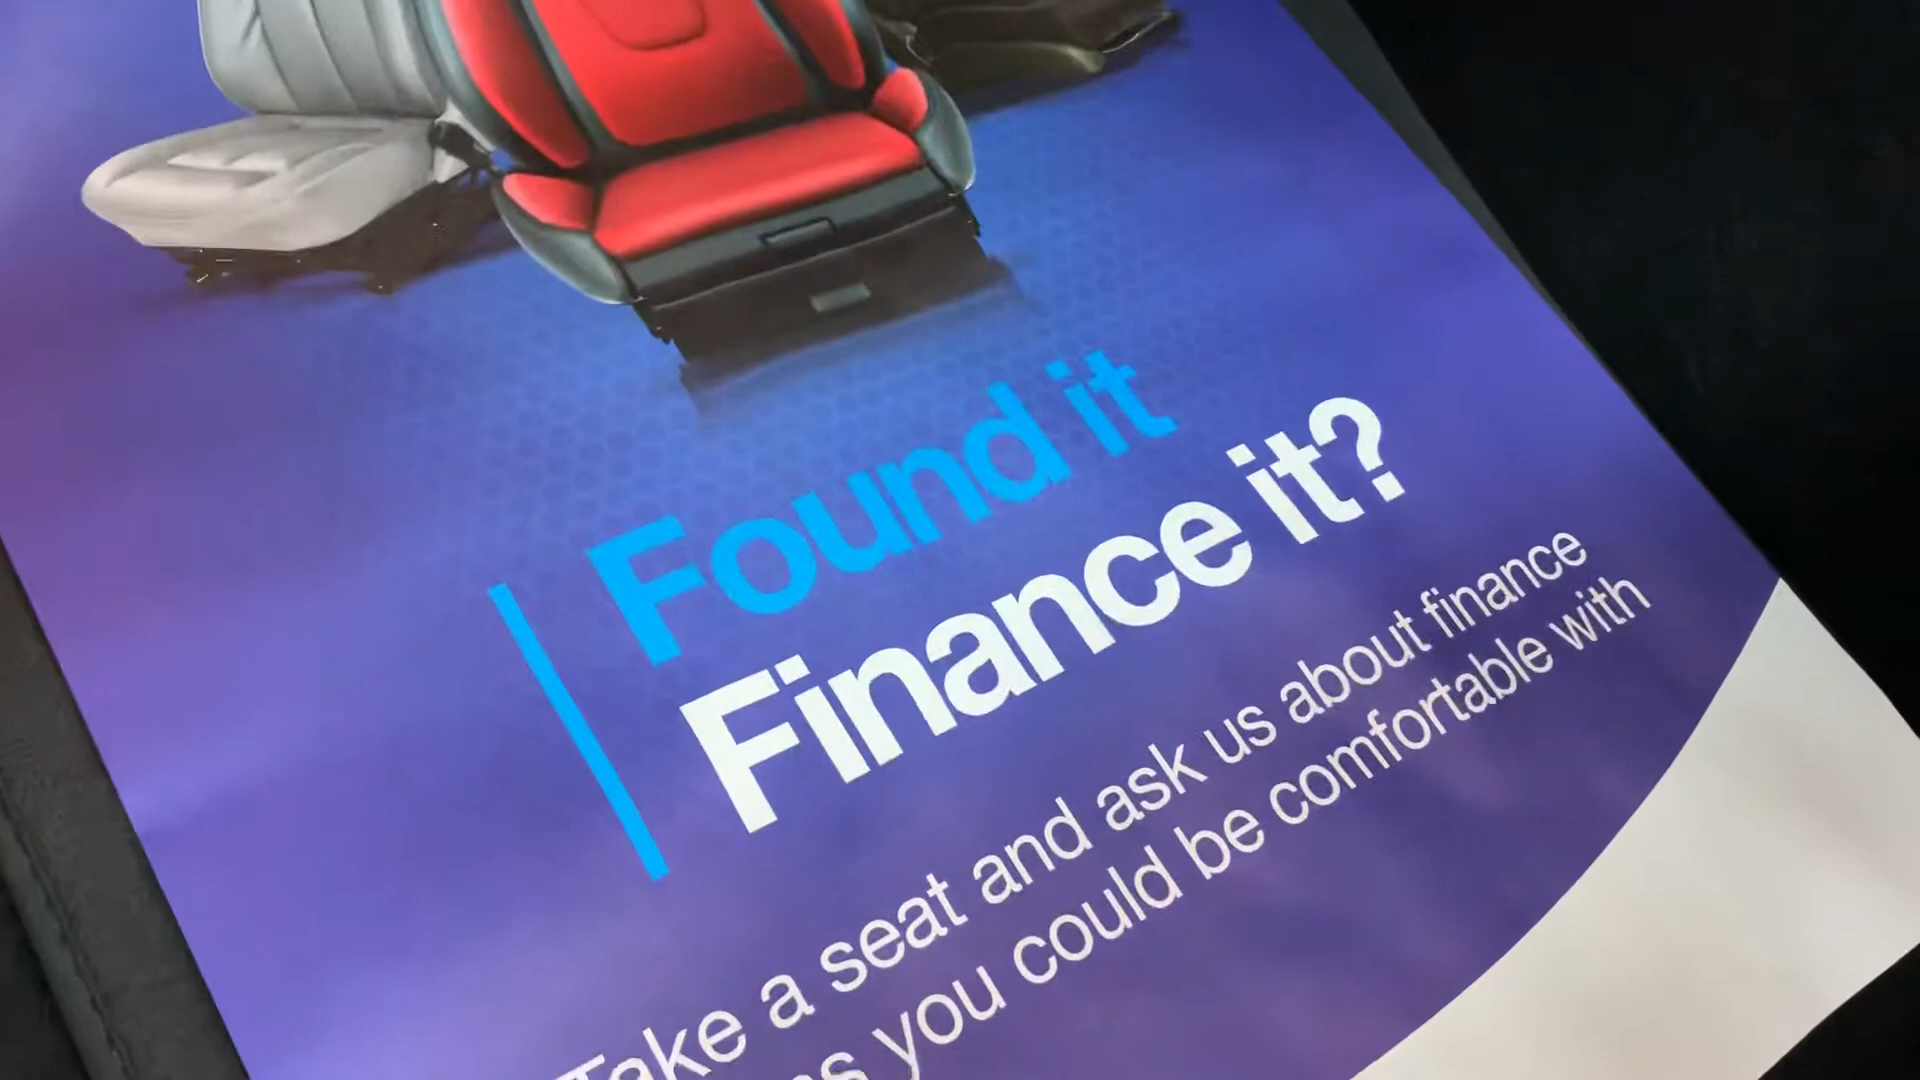 Found it
Finance it?
Take a seat and ask us about finance
you could be comfortable with